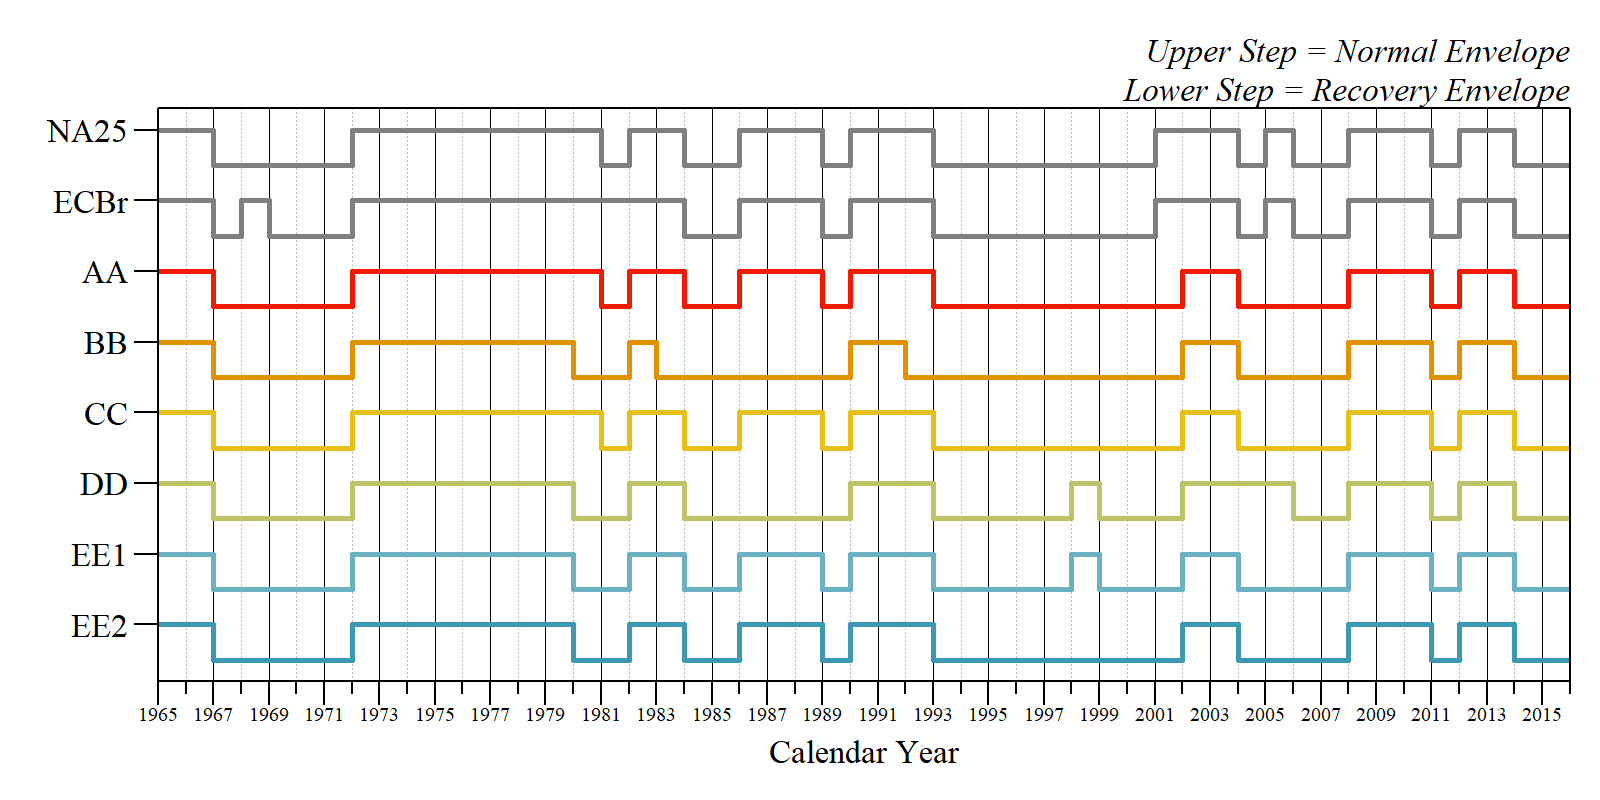 Upper Step = Normal Envelope
Lower Step = Recovery Envelope
NA25
ECBr
AA
BB
CC
DD
EE1
EE2
1965 1967 1969 1971 1973 1975 1977 1979 1981 1983 1985 1987 1989 1991 1993 1995 1997 1999 2001 2003 2005 2007 2009 2011 2013 2015
Calendar Year